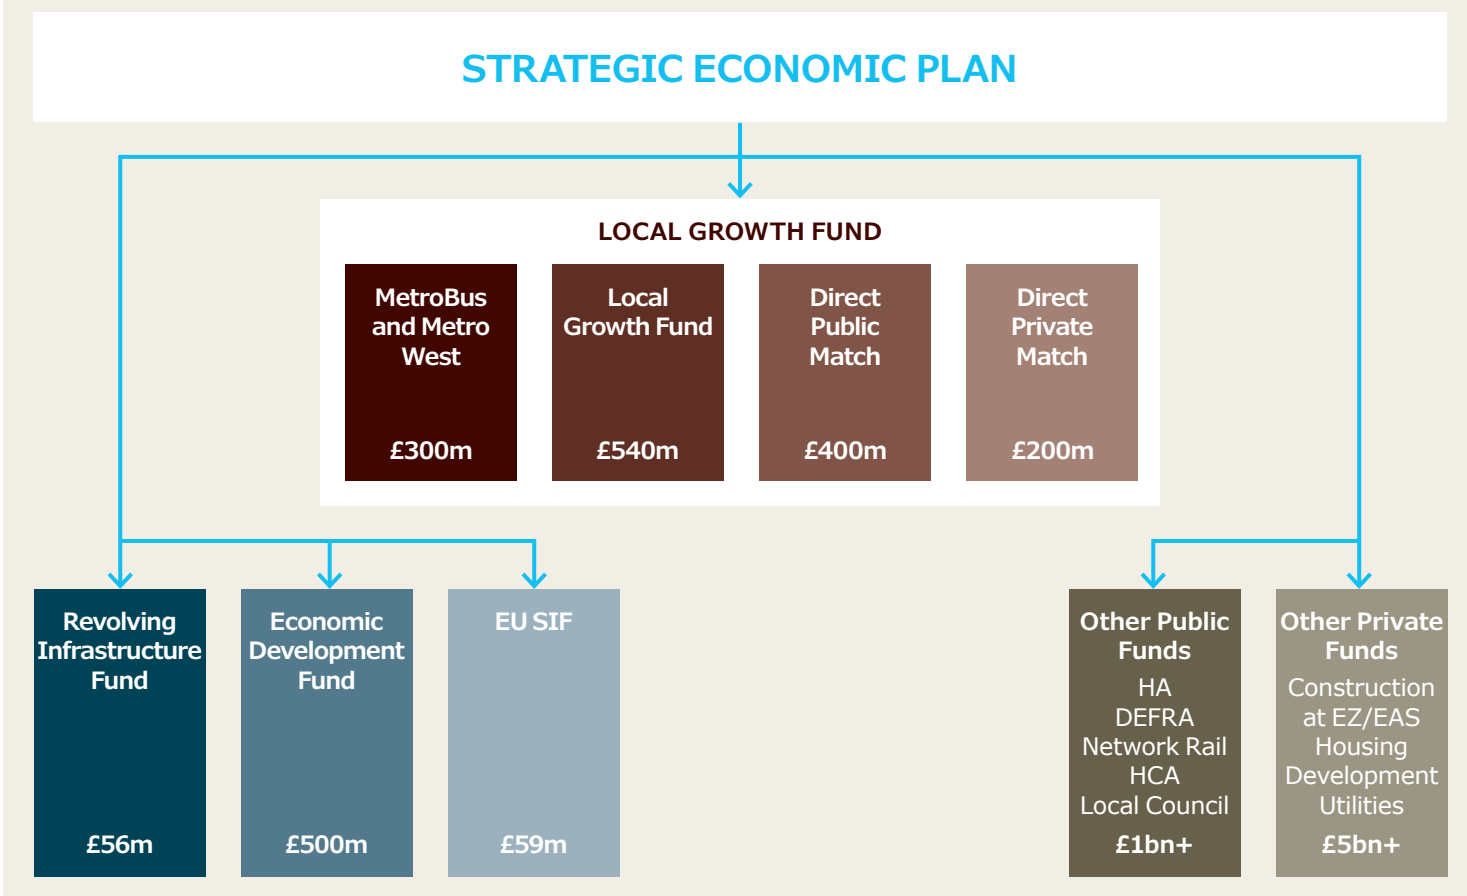 STRATEGIC ECONOMIC PLAN
LOCAL GROWTH FUND
MetroBus
and Metro
West
£300m
Local
Growth Fund
£540m
Direct
Public
Match
£400m
Direct
Private
Match
£200m
Revolving
Infrastructure
Fund
£56m
Economic
Development
Fund
£500m
EU SIF
£59m
Other Public
Funds
HA
DEFRA
Network Rail
HCA
Local Council
£1bn+
Other Private
Funds
Construction
at EZ/EAS
Housing
Development
Utilities
£5bn+